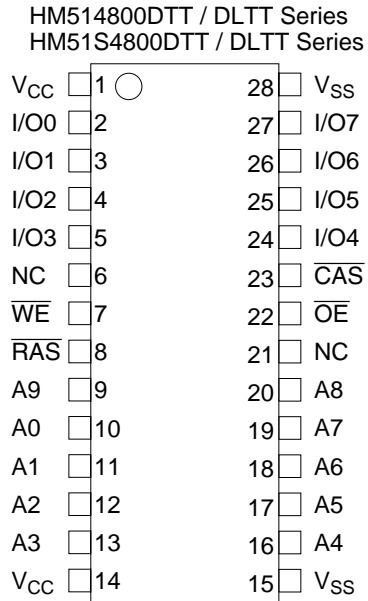 HM514800DTT / DLTT Series
HM51S4800DTT / DLTT Series
VCC 1 28 VSS
I/O0 2 27 I/O7
I/O1 3 26 I/O6
I/O2 4 25 I/O5
I/O3 5 24 I/O4
NC 6 23 CAS
WE 7 22 OE
RAS 8 21 NC
A9 9 20 A8
A0 10 19 A7
A1 11 18 A6
A2 12 17 A5
A3 13 16 A4
VCC 14 15 VSS